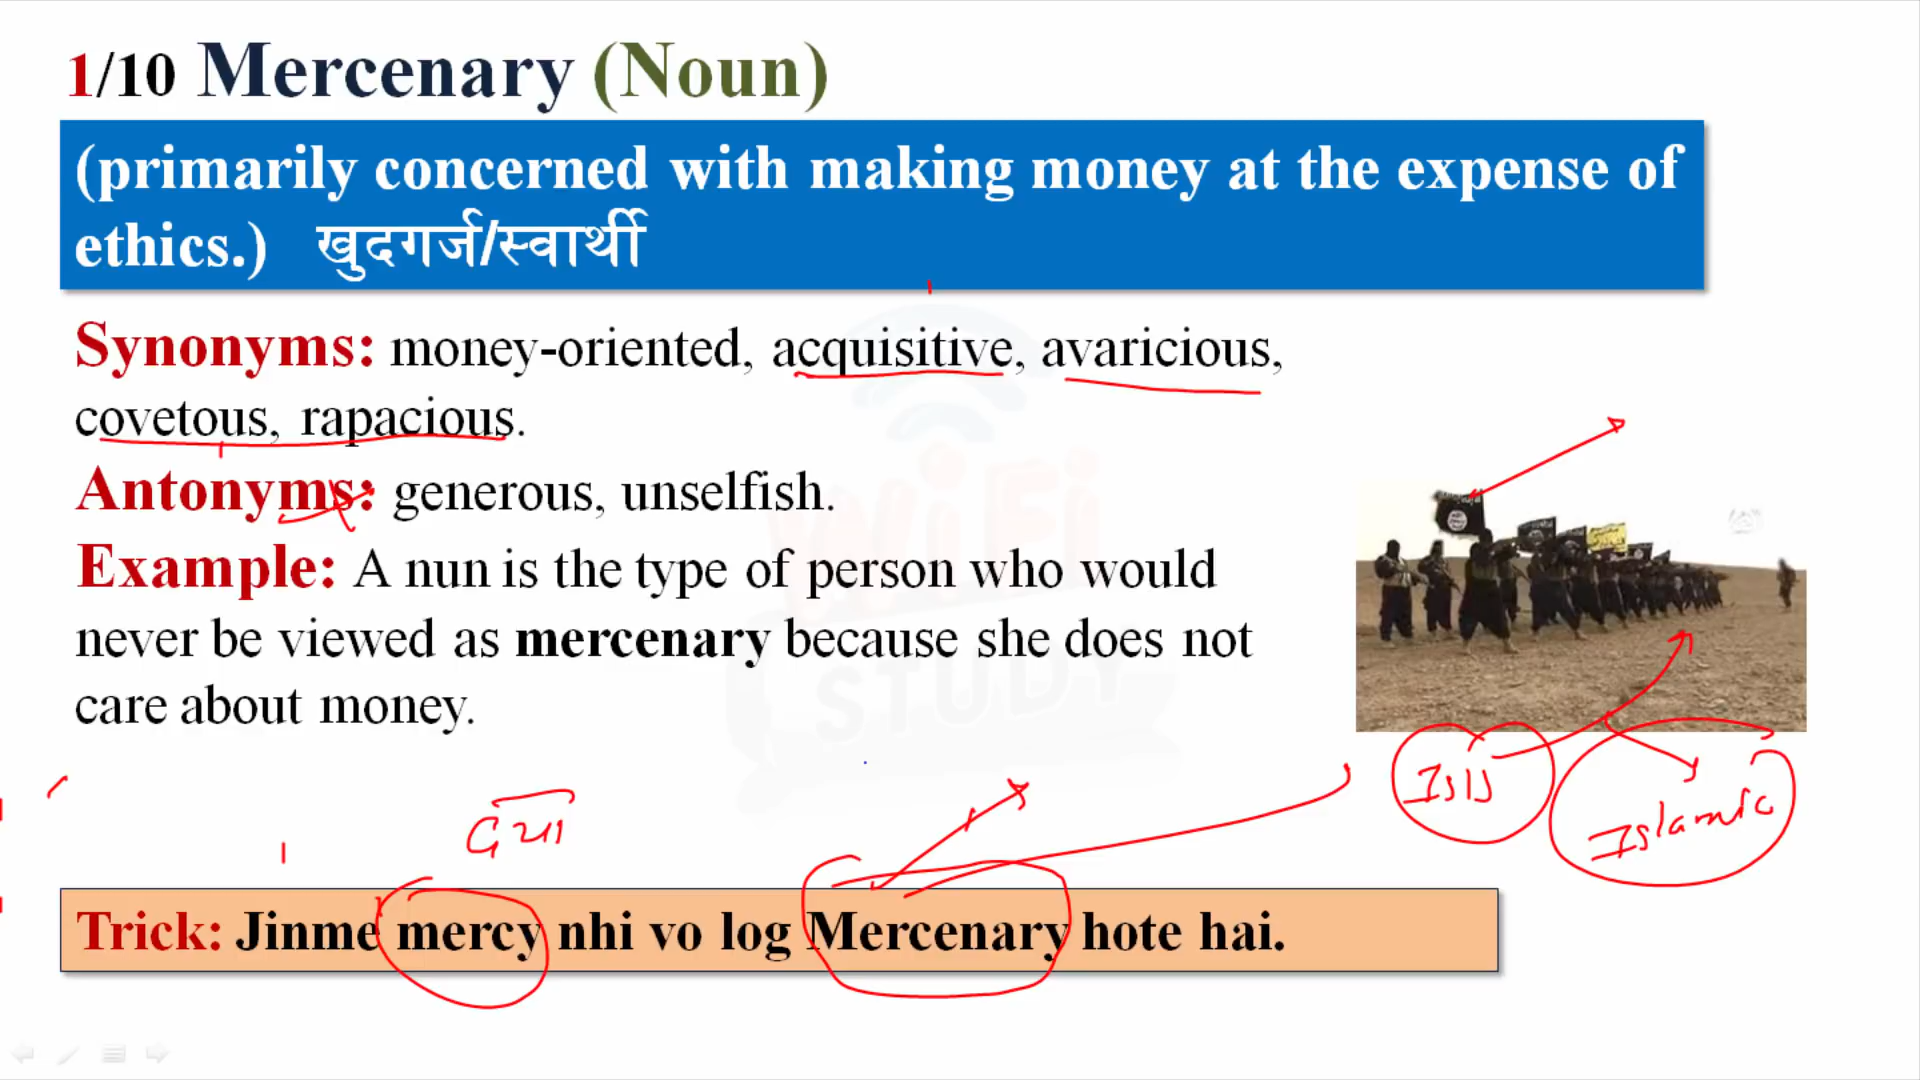 1/10 Mercenary (Noun)
(primarily concerned with making money at the expense of
ethics.) खुदगर्ज/स्वार्थी
Synonyms: money-oriented, acquisitive, avaricious,
covetous, rapacious.
Antonyms: generous, unselfish.
Example: A nun is the type of person who would
never be viewed as mercenary because she does not
care about money.
WiFi
STUDY
ISIS
Islamic
दया
Trick: Jinme mercy nhi vo log Mercenary hote hai.